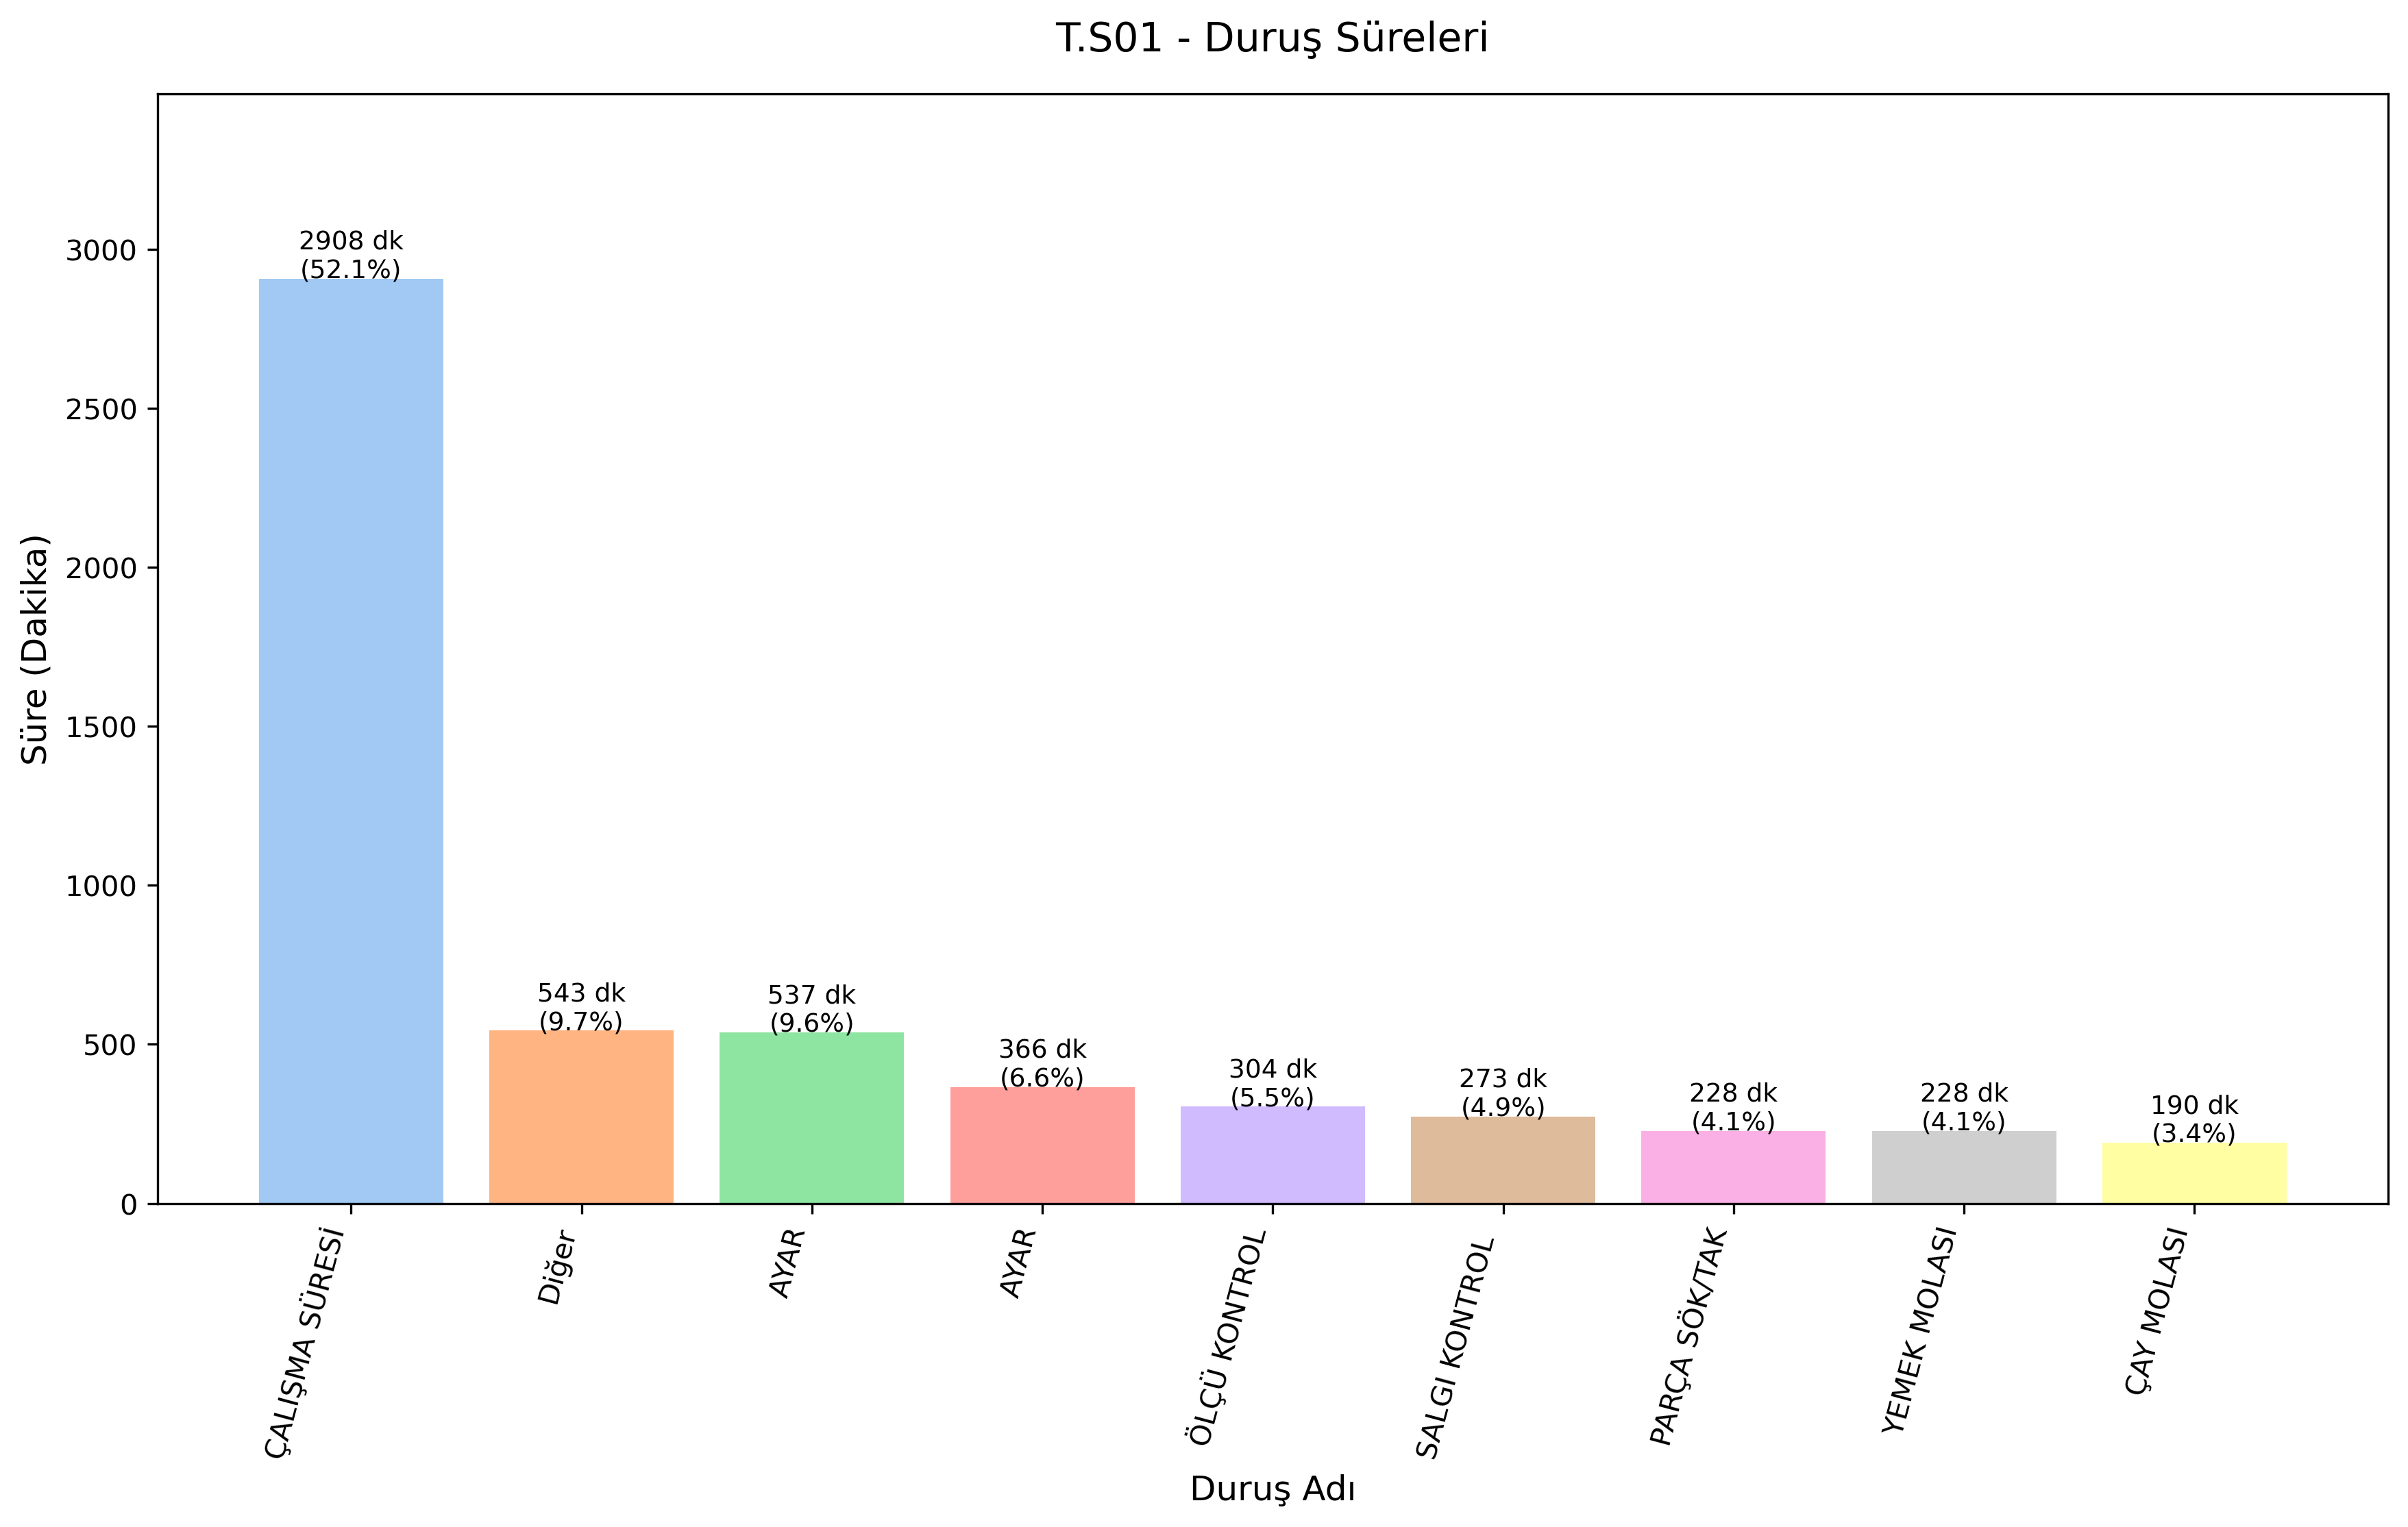 T.S01 - Duruş Süreleri
Süre (Dakika)
3000
2500
2000
1500
1000
500
0
2908 dk
(52.1%)
543 dk
(9.7%)
537 dk
(9.6%)
366 dk
(6.6%)
304 dk
(5.5%)
273 dk
(4.9%)
228 dk
(4.1%)
228 dk
(4.1%)
190 dk
(3.4%)
ÇALIŞMA SÜRESİ
Diğer
AYAR
AYAR
ÖLÇÜ KONTROL
SALGI KONTROL
PARÇA SÖK/TAK
YEMEK MOLASI
ÇAY MOLASI
Duruş Adı